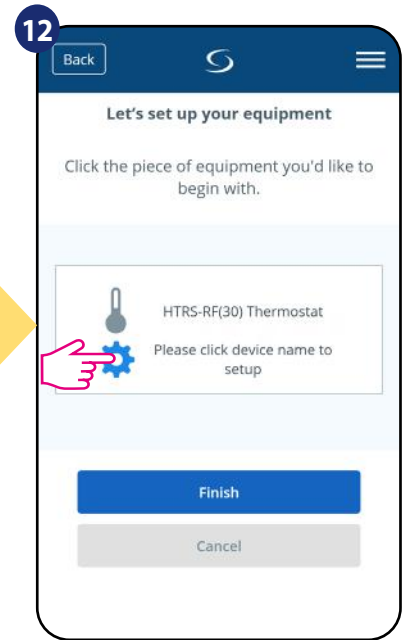 12
Back
Let's set up your equipment
Click the piece of equipment you'd like to
begin with.
HTRS-RF(30) Thermostat
Please click device name to
setup
Finish
Cancel